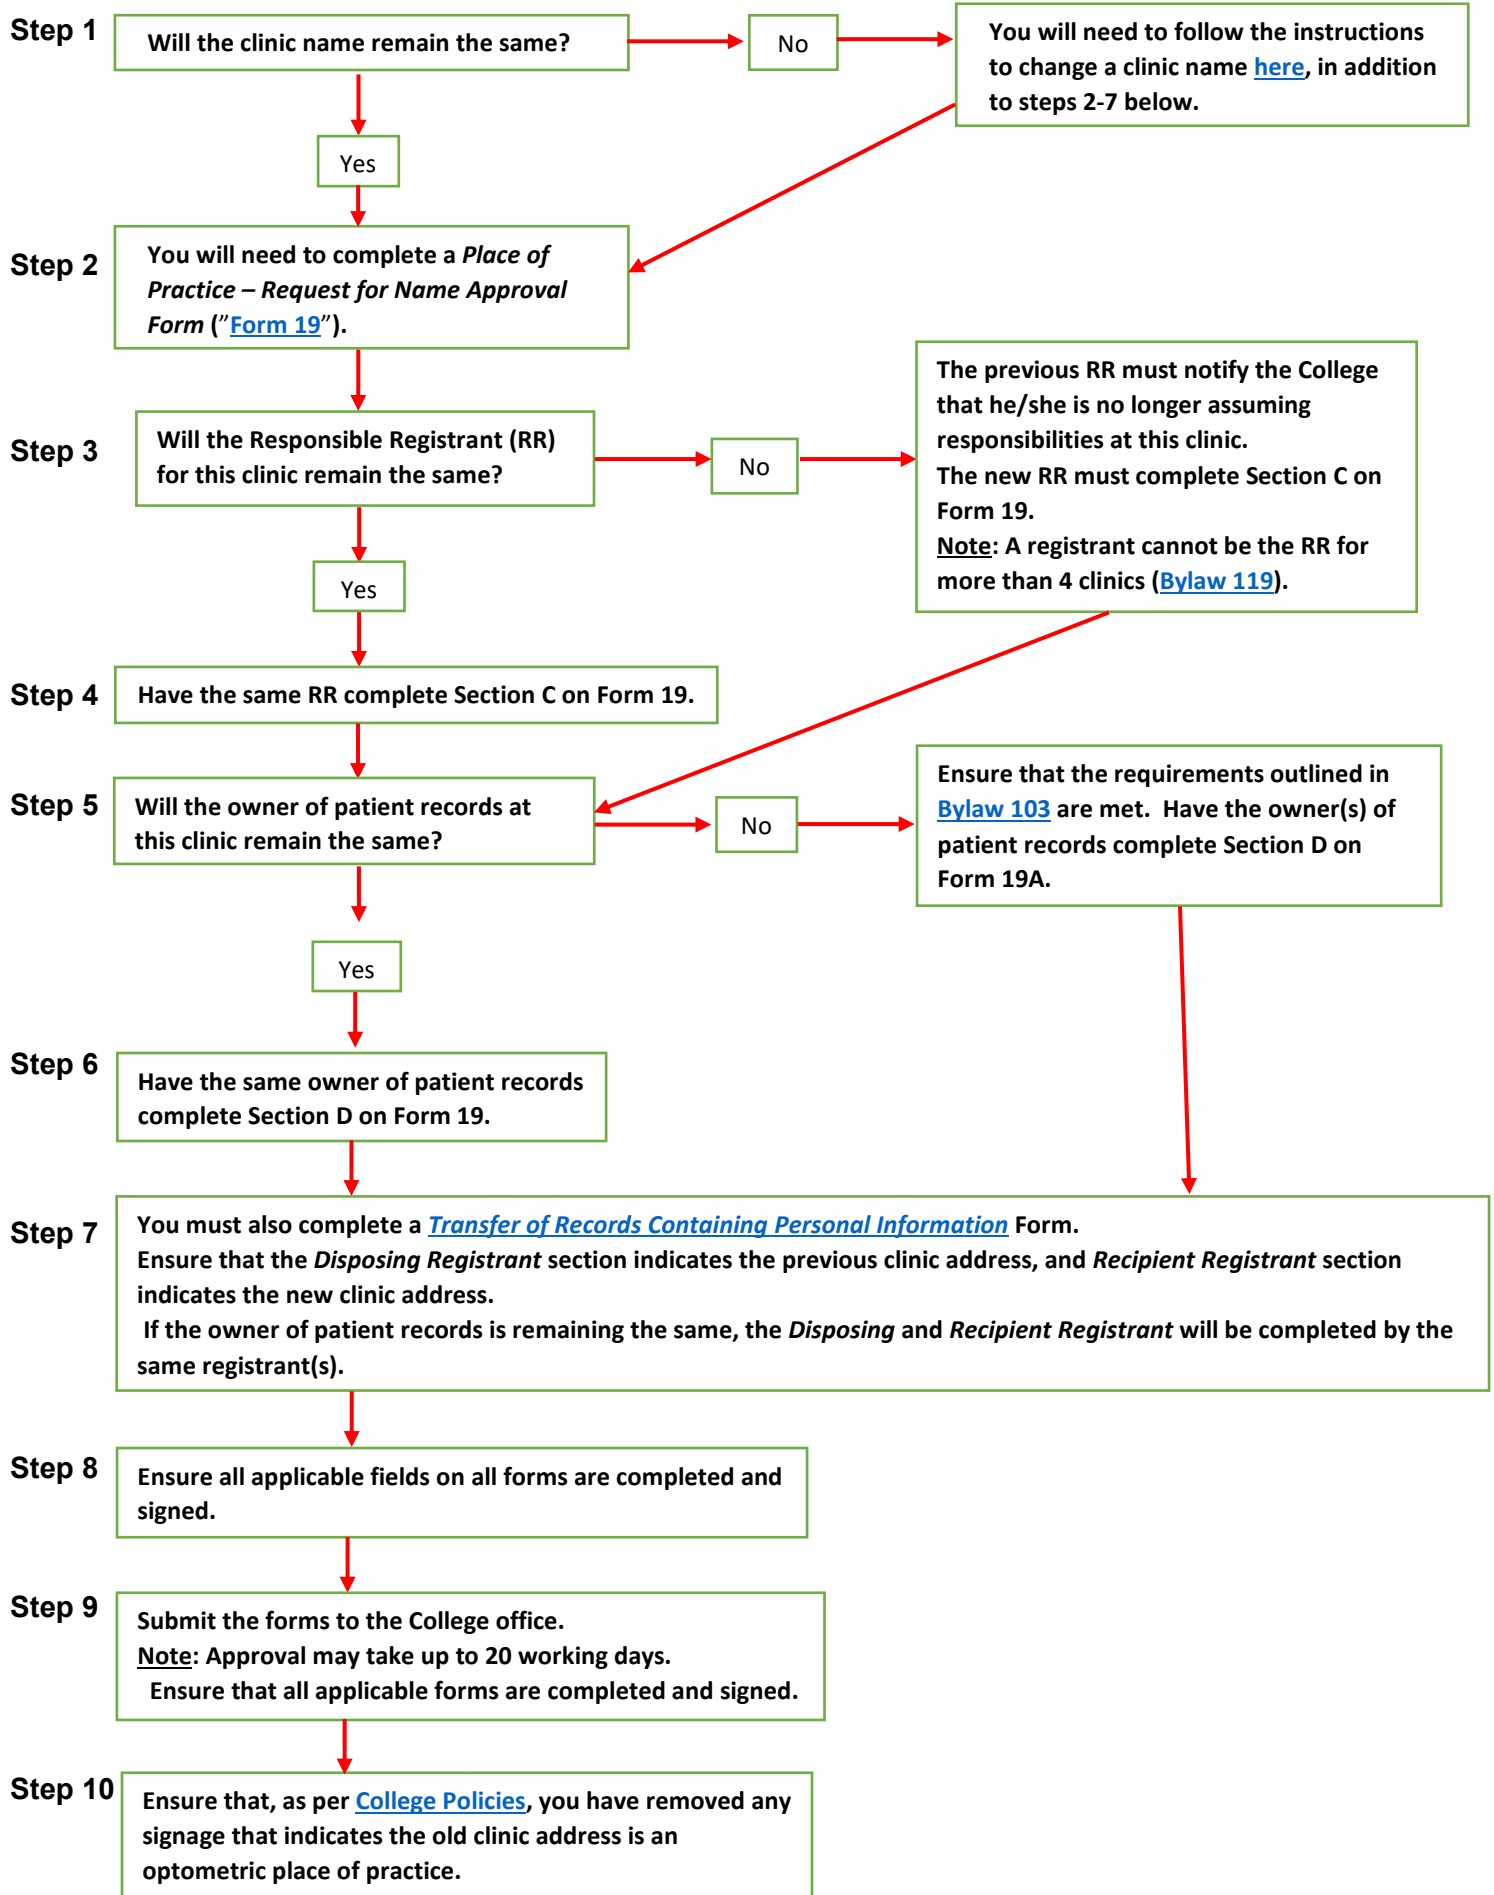 Step 1
Will the clinic name remain the same?
No
You will need to follow the instructions
to change a clinic name here, in addition
to steps 2-7 below.
Yes
Step 2
You will need to complete a Place of
Practice – Request for Name Approval
Form (”Form 19”).
Step 3
Will the Responsible Registrant (RR)
for this clinic remain the same?
No
The previous RR must notify the College
that he/she is no longer assuming
responsibilities at this clinic.
The new RR must complete Section C on
Form 19.
Note: A registrant cannot be the RR for
more than 4 clinics (Bylaw 119).
Yes
Step 4
Have the same RR complete Section C on Form 19.
Step 5
Will the owner of patient records at
this clinic remain the same?
No
Ensure that the requirements outlined in
Bylaw 103 are met. Have the owner(s) of
patient records complete Section D on
Form 19A.
Yes
Step 6
Have the same owner of patient records
complete Section D on Form 19.
Step 7
You must also complete a Transfer of Records Containing Personal Information Form.
Ensure that the Disposing Registrant section indicates the previous clinic address, and Recipient Registrant section
indicates the new clinic address.
If the owner of patient records is remaining the same, the Disposing and Recipient Registrant will be completed by the
same registrant(s).
Step 8
Ensure all applicable fields on all forms are completed and
signed.
Step 9
Submit the forms to the College office.
Note: Approval may take up to 20 working days.
Ensure that all applicable forms are completed and signed.
Step 10
Ensure that, as per College Policies, you have removed any
signage that indicates the old clinic address is an
optometric place of practice.